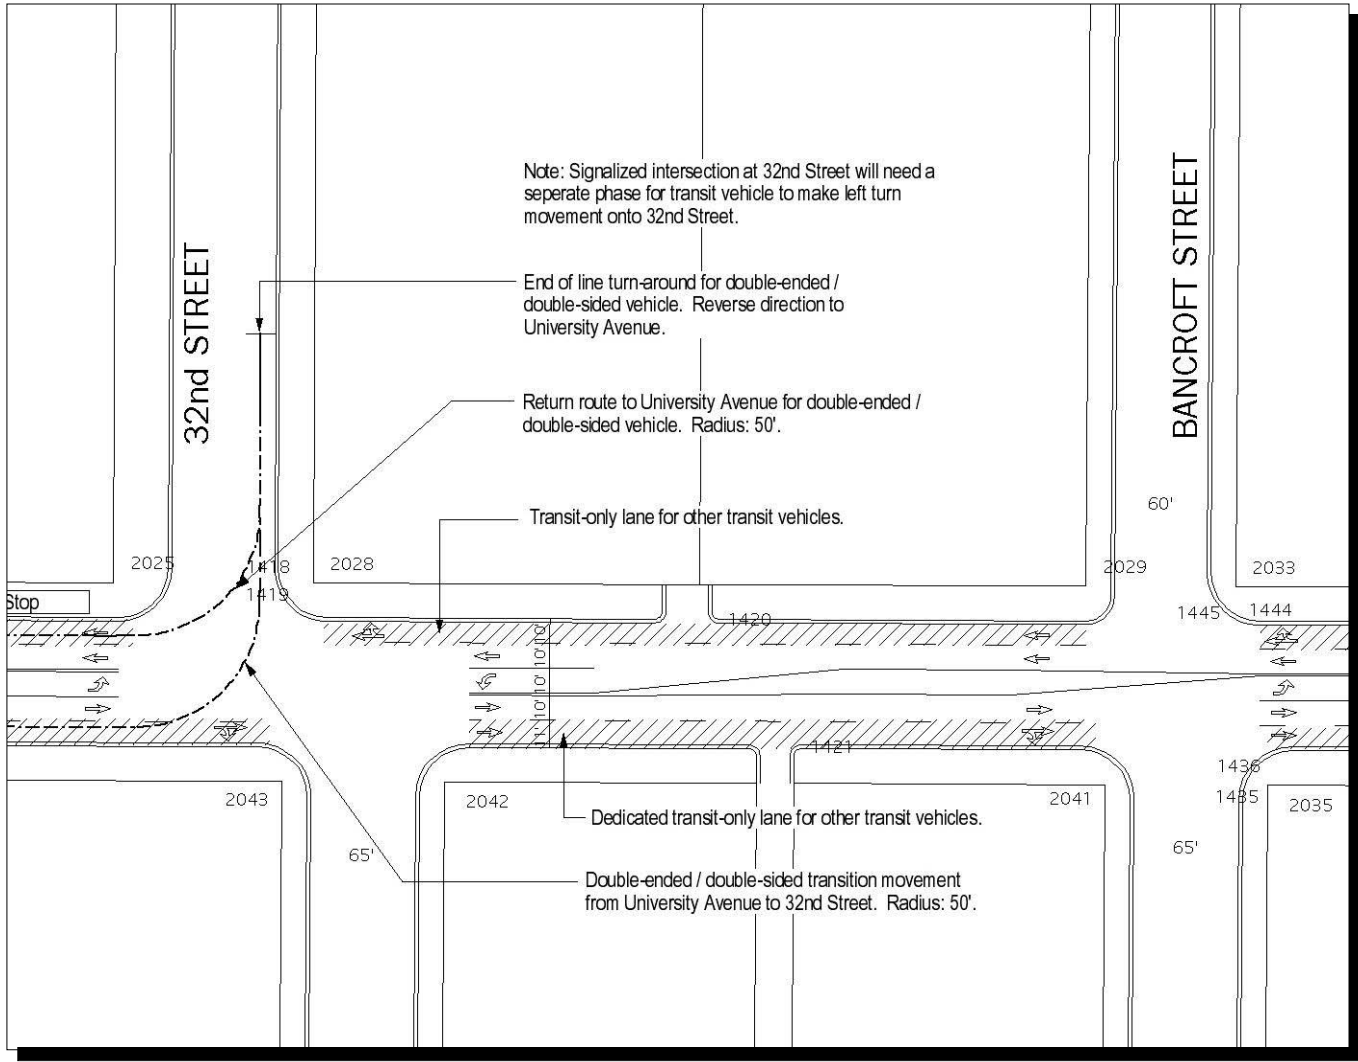 Note: Signalized intersection at 32nd Street will need a
seperate phase for transit vehicle to make left turn
movement onto 32nd Street.
32nd STREET
BANCROFT STREET
End of line turn-around for double-ended /
double-sided vehicle. Reverse direction to
University Avenue.
Return route to University Avenue for double-ended /
double-sided vehicle. Radius: 50'.
60'
Transit-only lane for other transit vehicles.
2025
1418
2028
2029
2033
Stop
1419
1420
1445
1444
10'
10'
10'
10'
10'
11'
1421
1436
2043
2042
2041
1435
2035
Dedicated transit-only lane for other transit vehicles.
65'
65'
Double-ended / double-sided transition movement
from University Avenue to 32nd Street. Radius: 50'.